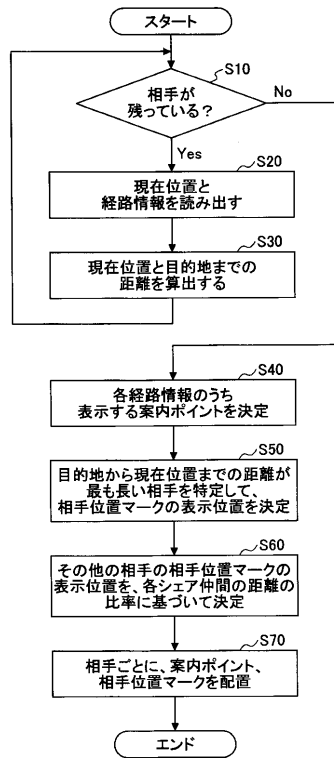 スタート
S10
相手が
残っている?
No
Yes
S20
現在位置と
経路情報を読み出す
S30
現在位置と目的地までの
距離を算出する
S40
各経路情報のうち
表示する案内ポイントを決定
S50
目的地から現在位置までの距離が
最も長い相手を特定して、
相手位置マークの表示位置を決定
S60
その他の相手の相手位置マークの
表示位置を、各シェア仲間の距離の
比率に基づいて決定
S70
相手ごとに、案内ポイント、
相手位置マークを配置
エンド